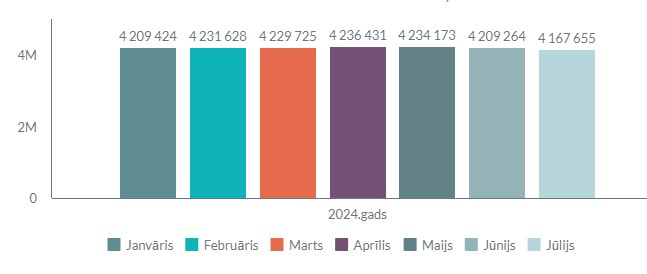 4 209 424 4 231 628 4 229 725 4 236 431 4 234 173 4 209 264 4 167 655
4M
2M
0
2024.gads
Janvāris Februāris Marts Aprīlis Maijs Jūnijs Jūlijs